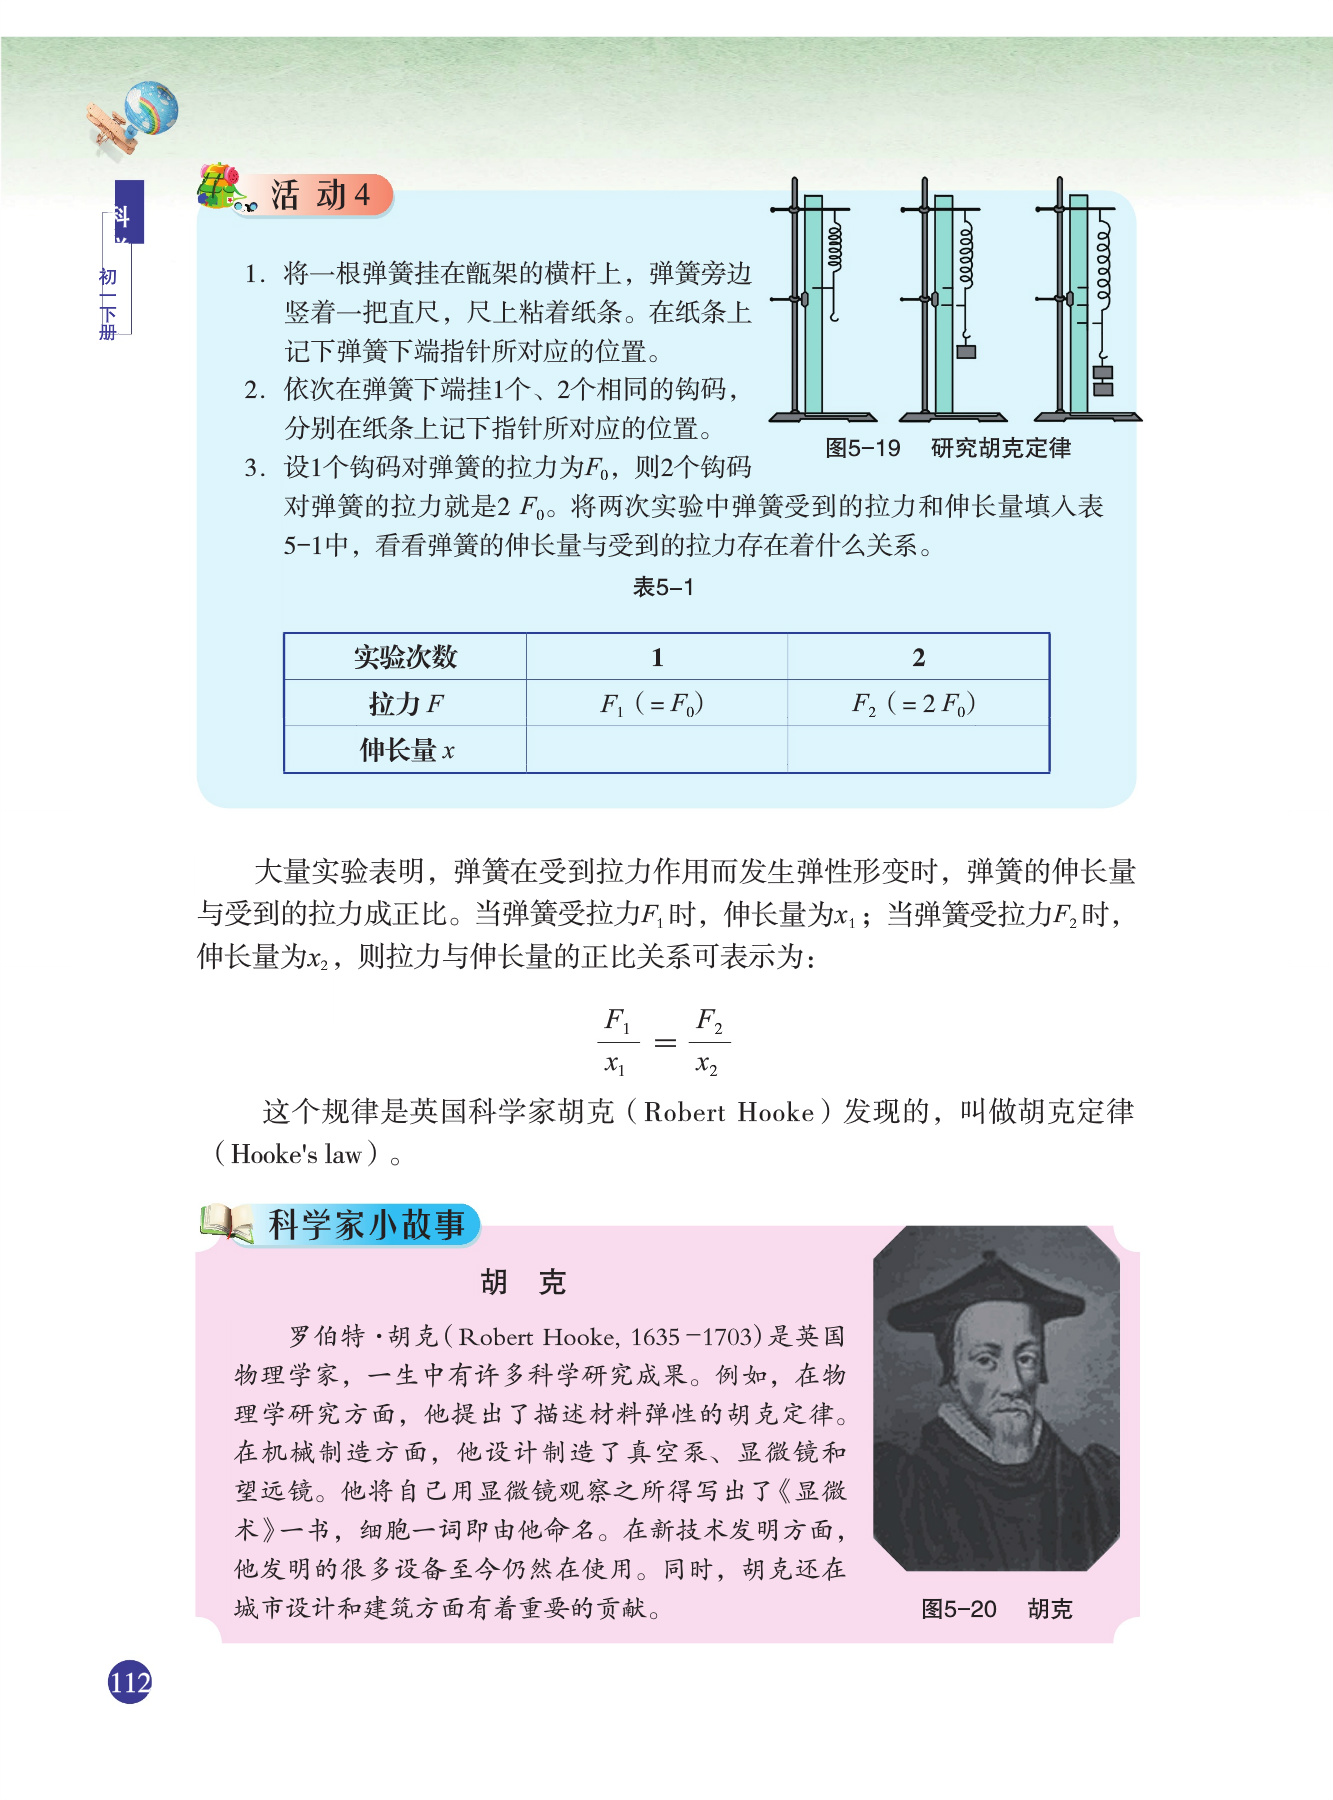 科学
初一下册
活 动 4
1. 将一根弹簧挂在甑架的横杆上，弹簧旁边
竖着一把直尺，尺上粘着纸条。在纸条上
记下弹簧下端指针所对应的位置。
2. 依次在弹簧下端挂1个、2个相同的钩码，
分别在纸条上记下指针所对应的位置。
3. 设1个钩码对弹簧的拉力为F₀，则2个钩码
对弹簧的拉力就是2 F₀。将两次实验中弹簧受到的拉力和伸长量填入表
5-1中，看看弹簧的伸长量与受到的拉力存在着什么关系。
图5-19 研究胡克定律
表5-1
实验次数 1 2
拉力 F F₁（= F₀） F₂（= 2 F₀）
伸长量 x
大量实验表明，弹簧在受到拉力作用而发生弹性形变时，弹簧的伸长量
与受到的拉力成正比。当弹簧受拉力F₁时，伸长量为x₁；当弹簧受拉力F₂时，
伸长量为x₂，则拉力与伸长量的正比关系可表示为：
F₁/x₁ = F₂/x₂
这个规律是英国科学家胡克（Robert Hooke）发现的，叫做胡克定律
（Hooke's law）。
科学家小故事
胡 克
罗伯特·胡克(Robert Hooke, 1635-1703)是英国
物理学家，一生中有许多科学研究成果。例如，在物
理学研究方面，他提出了描述材料弹性的胡克定律。
在机械制造方面，他设计制造了真空泵、显微镜和
望远镜。他将自己用显微镜观察之所得写出了《显微
术》一书，细胞一词即由他命名。在新技术发明方面，
他发明的很多设备至今仍然在使用。同时，胡克还在
城市设计和建筑方面有着重要的贡献。
图5-20 胡克
112